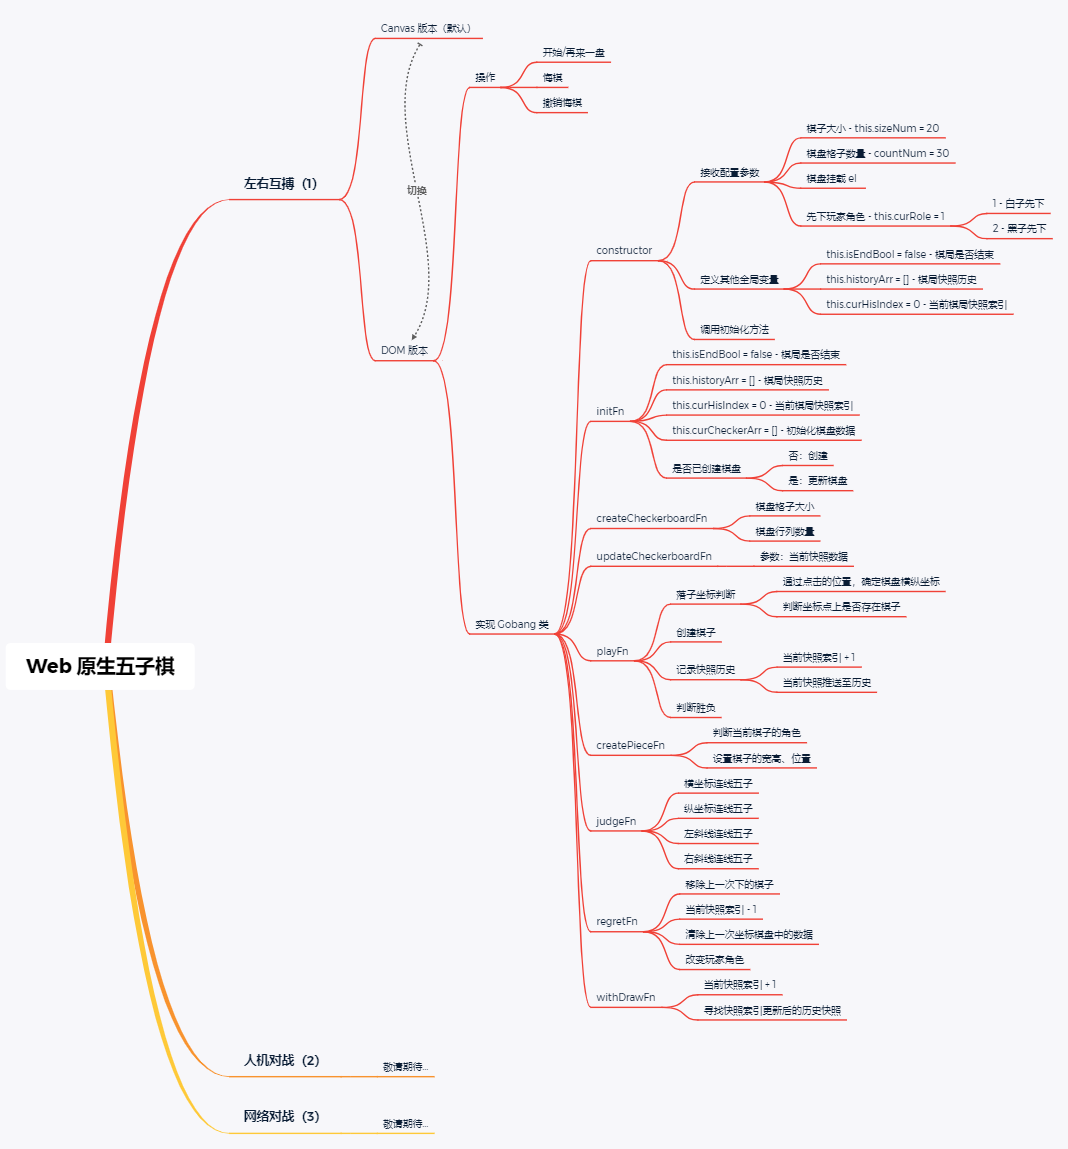 Web 原生五子棋
左右互搏（1）
Canvas 版本（默认）
切换
DOM 版本
操作
开始/再来一盘
悔棋
撤销悔棋
实现 Gobang 类
constructor
接收配置参数
棋子大小 - this.sizeNum = 20
棋盘格子数量 - countNum = 30
棋盘挂载 el
先下玩家角色 - this.curRole = 1
1 - 白子先下
2 - 黑子先下
定义其他全局变量
this.isEndBool = false - 棋局是否结束
this.historyArr = [] - 棋局快照历史
this.curHisIndex = 0 - 当前棋局快照索引
调用初始化方法
initFn
this.isEndBool = false - 棋局是否结束
this.historyArr = [] - 棋局快照历史
this.curHisIndex = 0 - 当前棋局快照索引
this.curCheckerArr = [] - 初始化棋盘数据
是否已创建棋盘
否：创建
是：更新棋盘
createCheckerboardFn
棋盘格子大小
棋盘行列数量
updateCheckerboardFn
参数：当前快照数据
playFn
落子坐标判断
通过点击的位置，确定棋盘横纵坐标
判断坐标点上是否存在棋子
创建棋子
记录快照历史
当前快照索引 + 1
当前快照推送至历史
判断胜负
createPieceFn
判断当前棋子的角色
设置棋子的宽高、位置
judgeFn
横坐标连线五子
纵坐标连线五子
左斜线连线五子
右斜线连线五子
regretFn
移除上一次下的棋子
当前快照索引 - 1
清除上一次坐标棋盘中的数据
改变玩家角色
withDrawFn
当前快照索引 + 1
寻找快照索引更新后的历史快照
人机对战（2）
敬请期待...
网络对战（3）
敬请期待...